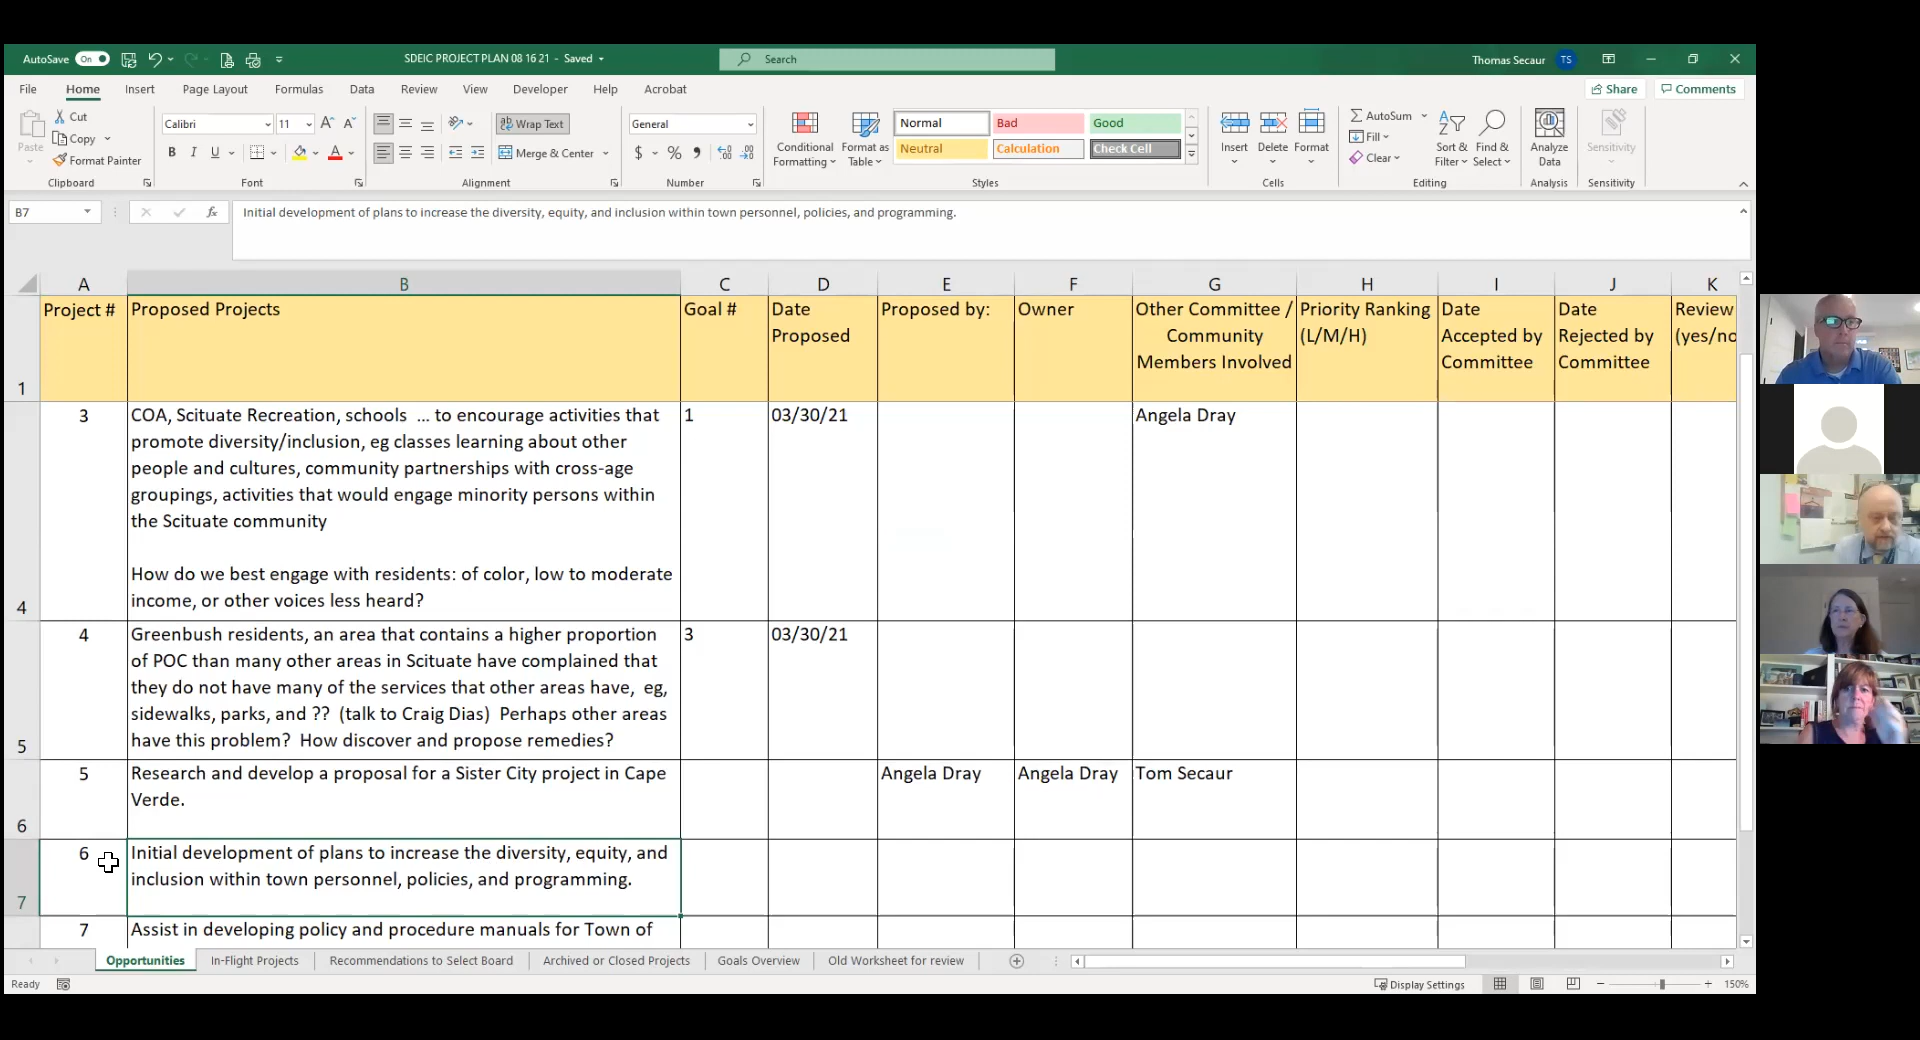 AutoSave On SDEIC PROJECT PLAN 08 16 21 - Saved Search Thomas Secaur TS
File Home Insert Page Layout Formulas Data Review View Developer Help Acrobat Share Comments
Paste Cut Copy Format Painter Clipboard
Calibri 11 B I U A Font
Wrap Text Merge & Center Alignment
General $ % Number
Conditional Formatting Format as Table
Normal Bad Good
Neutral Calculation Check Cell
Styles
Insert Delete Format Cells
AutoSum Fill Clear Sort & Filter Find & Select Editing
Analyze Data Analysis
Sensitivity Sensitivity
B7 fx Initial development of plans to increase the diversity, equity, and inclusion within town personnel, policies, and programming.
A B C D E F G H I J K
1
Project #
Proposed Projects
Goal #
Date
Proposed
Proposed by:
Owner
Other Committee /
Community
Members Involved
Priority Ranking
(L/M/H)
Date
Accepted by
Committee
Date
Rejected by
Committee
Review
(yes/no
4
3
COA, Scituate Recreation, schools ... to encourage activities that
promote diversity/inclusion, eg classes learning about other
people and cultures, community partnerships with cross-age
groupings, activities that would engage minority persons within
the Scituate community
How do we best engage with residents: of color, low to moderate
income, or other voices less heard?
1
03/30/21
Angela Dray
5
4
Greenbush residents, an area that contains a higher proportion
of POC than many other areas in Scituate have complained that
they do not have many of the services that other areas have, eg,
sidewalks, parks, and ?? (talk to Craig Dias) Perhaps other areas
have this problem? How discover and propose remedies?
3
03/30/21
6
5
Research and develop a proposal for a Sister City project in Cape
Verde.
Angela Dray
Angela Dray
Tom Secaur
7
6
Initial development of plans to increase the diversity, equity, and
inclusion within town personnel, policies, and programming.
7
Assist in developing policy and procedure manuals for Town of
Opportunities In-Flight Projects Recommendations to Select Board Archived or Closed Projects Goals Overview Old Worksheet for review
Ready Display Settings 150%